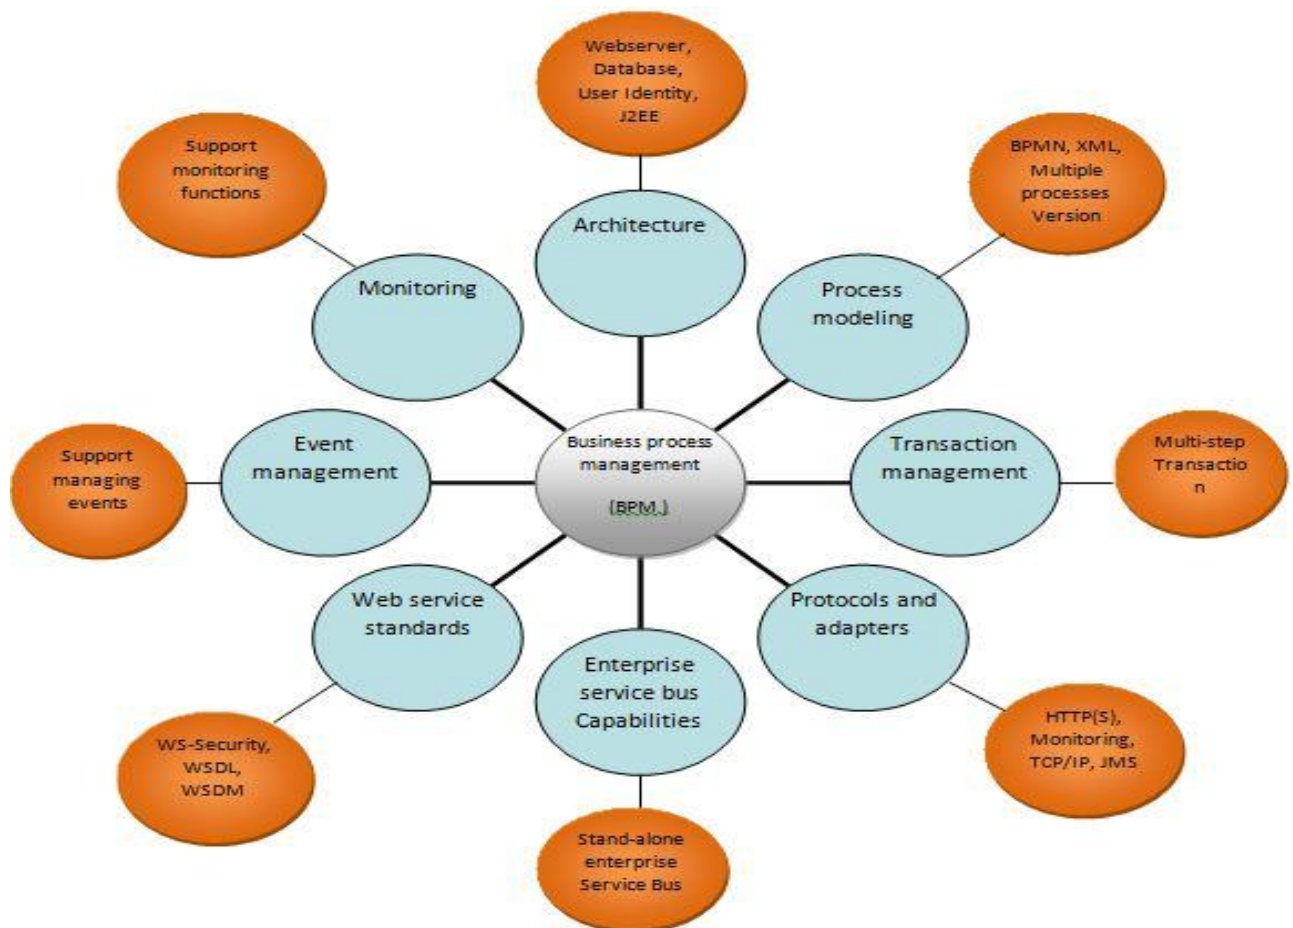 Webserver,
Database,
User Identity,
J2EE
Support
monitoring
functions
BPMN, XML,
Multiple
processes
Version
Architecture
Monitoring
Process
modeling
Business process
management
(BPM )
Event
management
Transaction
management
Support
managing
events
Multi-step
Transactio
n
Web service
standards
Protocols and
adapters
Enterprise
service bus
Capabilities
WS-Security,
WSDL,
WSDM
HTTP(S),
Monitoring,
TCP/IP, JMS
Stand-alone
enterprise
Service Bus